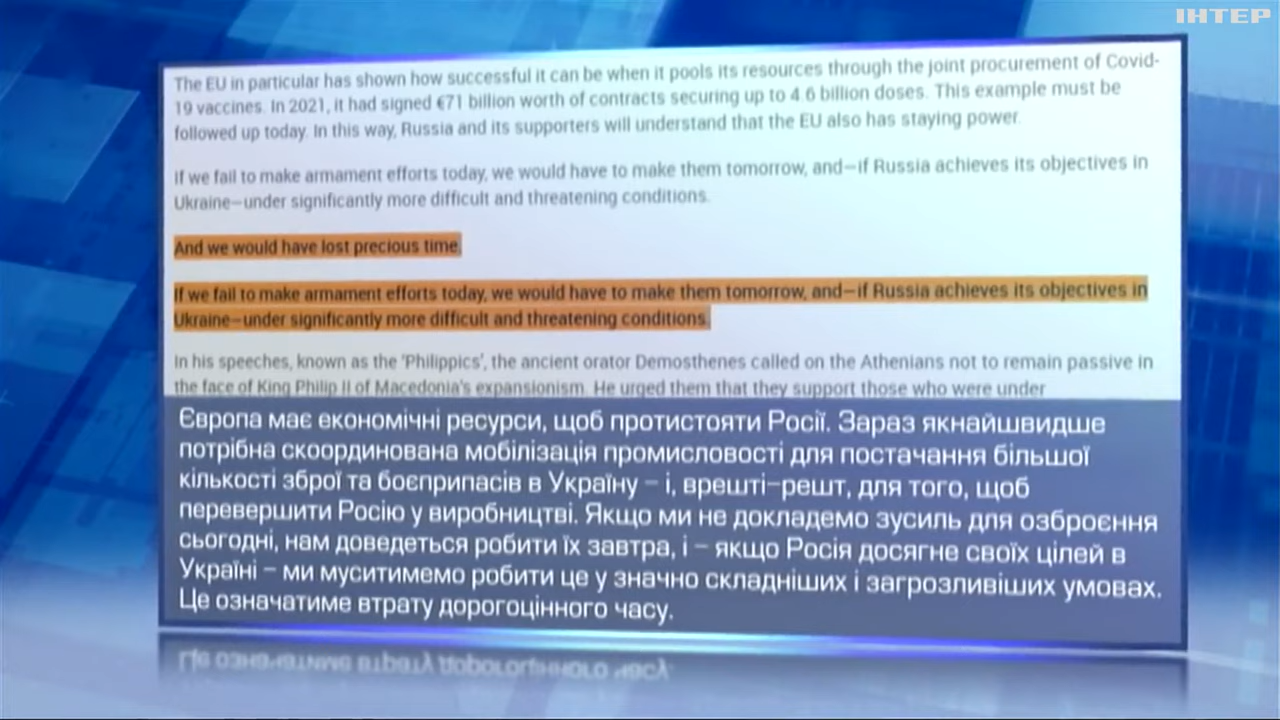 ІНТЕР
The EU in particular has shown how successful it can be when it pools its resources through the joint procurement of Covid-
19 vaccines. In 2021, it had signed €71 billion worth of contracts securing up to 4.6 billion doses. This example must be
followed up today. In this way, Russia and its supporters will understand that the EU also has staying power.
If we fail to make armament efforts today, we would have to make them tomorrow, and—if Russia achieves its objectives in
Ukraine—under significantly more difficult and threatening conditions.
And we would have lost precious time.
If we fail to make armament efforts today, we would have to make them tomorrow, and—if Russia achieves its objectives in
Ukraine—under significantly more difficult and threatening conditions.
In his speeches, known as the 'Philippics', the ancient orator Demosthenes called on the Athenians not to remain passive in
the face of King Philip II of Macedonia's expansionism. He urged them that they support those who were under
Європа має економічні ресурси, щоб протистояти Росії. Зараз якнайшвидше
потрібна скоординована мобілізація промисловості для постачання більшої
кількості зброї та боєприпасів в Україну – і, врешті-решт, для того, щоб
перевершити Росію у виробництві. Якщо ми не докладемо зусиль для озброєння
сьогодні, нам доведеться робити їх завтра, і – якщо Росія досягне своїх цілей в
Україні – ми муситимемо робити це у значно складніших і загрозливіших умовах.
Це означатиме втрату дорогоцінного часу.